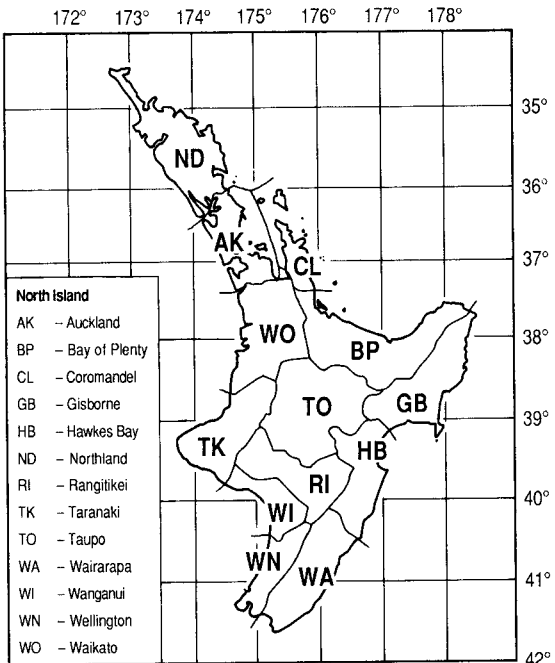 172° 173° 174° 175° 176° 177° 178°
35°
36°
37°
38°
39°
40°
41°
42°
ND
AK
CL
WO
BP
TO
GB
TK
HB
RI
WI
WN
WA
North island
AK – Auckland
BP – Bay of Plenty
CL – Coromandel
GB – Gisborne
HB – Hawkes Bay
ND – Northland
RI – Rangitikei
TK – Taranaki
TO – Taupo
WA – Wairarapa
WI – Wanganui
WN – Wellington
WO – Waikato